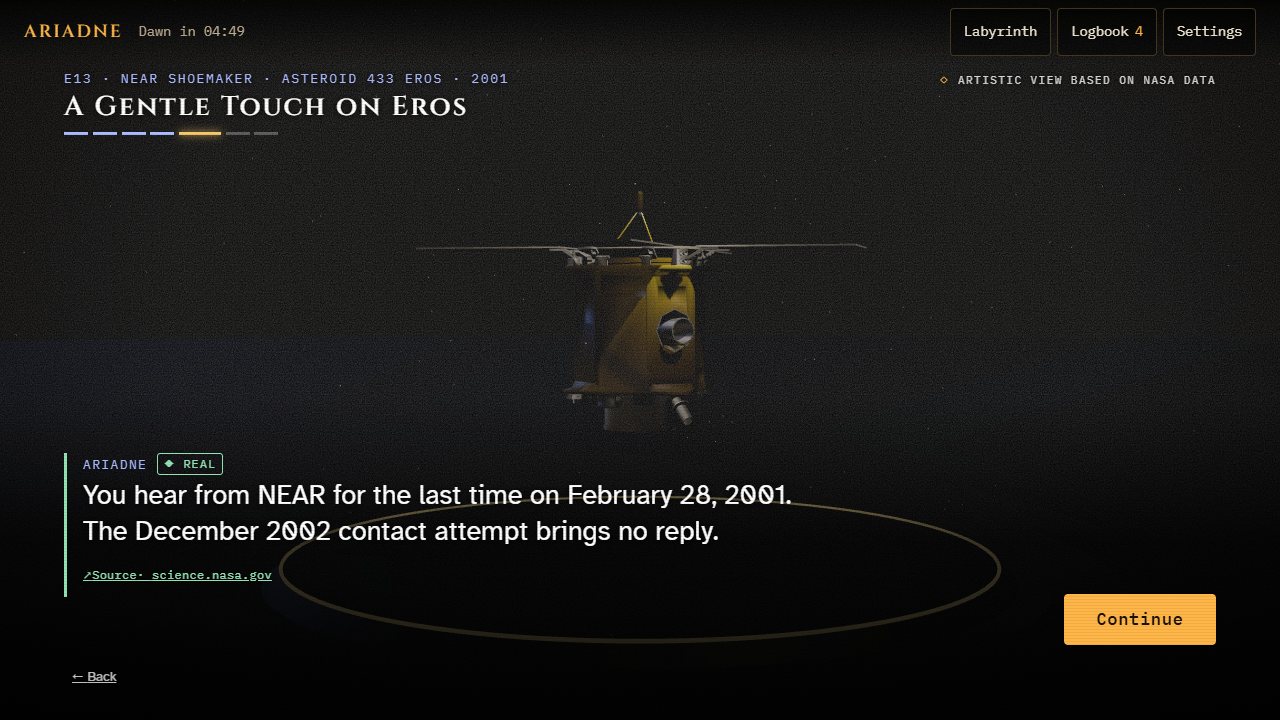 ARIADNE Dawn in 04:49
Labyrinth Logbook 4 Settings
E13 · NEAR SHOEMAKER · ASTEROID 433 EROS · 2001
◇ ARTISTIC VIEW BASED ON NASA DATA
A Gentle Touch on Eros
ARIADNE ◆ REAL
You hear from NEAR for the last time on February 28, 2001.
The December 2002 contact attempt brings no reply.
↗Source· science.nasa.gov
Continue
← Back